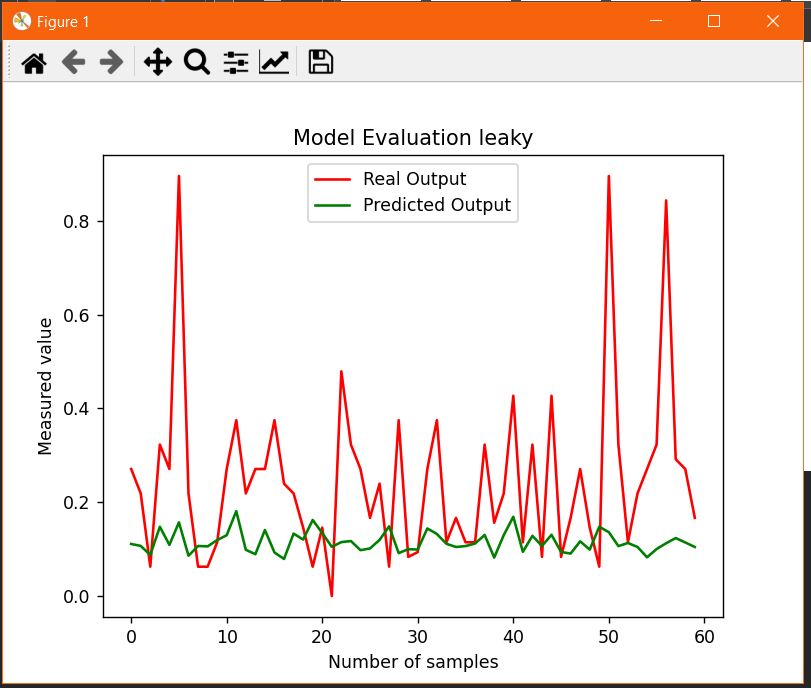 Figure 1
Model Evaluation leaky
Real Output
Predicted Output
Measured value
0.8
0.6
0.4
0.2
0.0
0 10 20 30 40 50 60
Number of samples